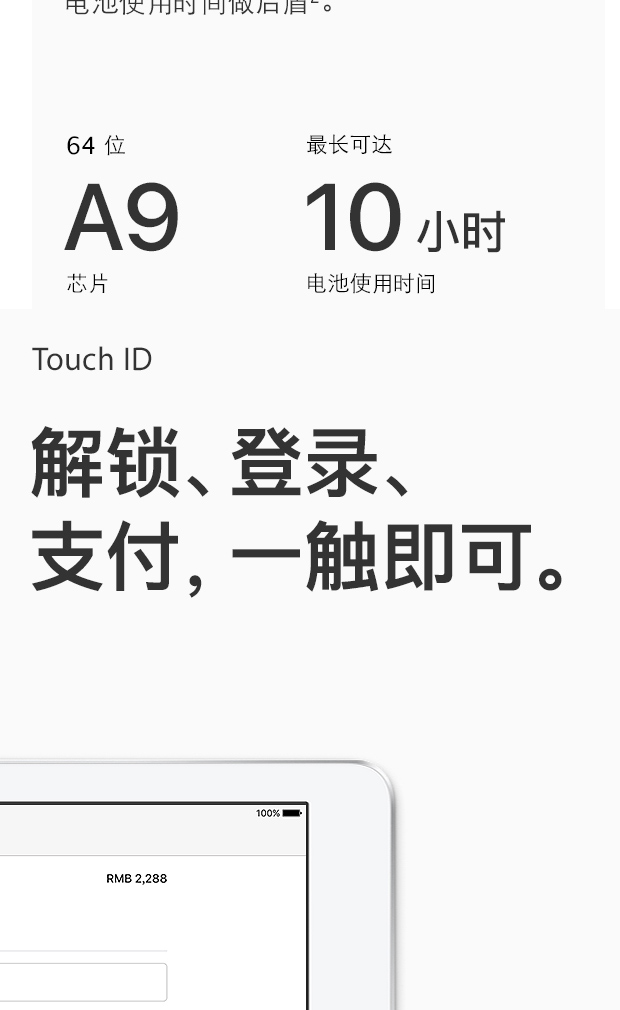 电池使用时间做后盾²。
64 位
A9
芯片
最长可达
10 小时
电池使用时间
Touch ID
解锁、登录、
支付，一触即可。
100%
RMB 2,288